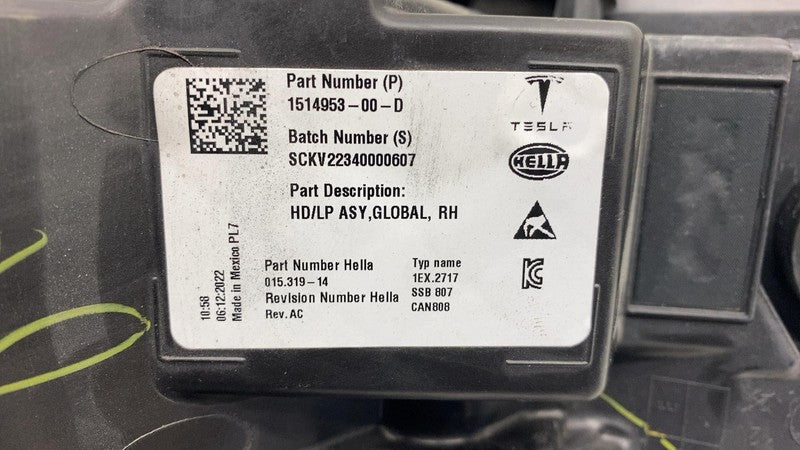 Part Number (P)
1514953-00-D
TESLA
Batch Number (S)
SCKV22340000607
HELLA
Part Description:
HD/LP ASY,GLOBAL, RH
Part Number Hella
015.319-14
Revision Number Hella
Rev. AC
Typ name
1EX.2717
SSB 807
CAN808
10:58
06:12:2022
Made in Mexico PL7